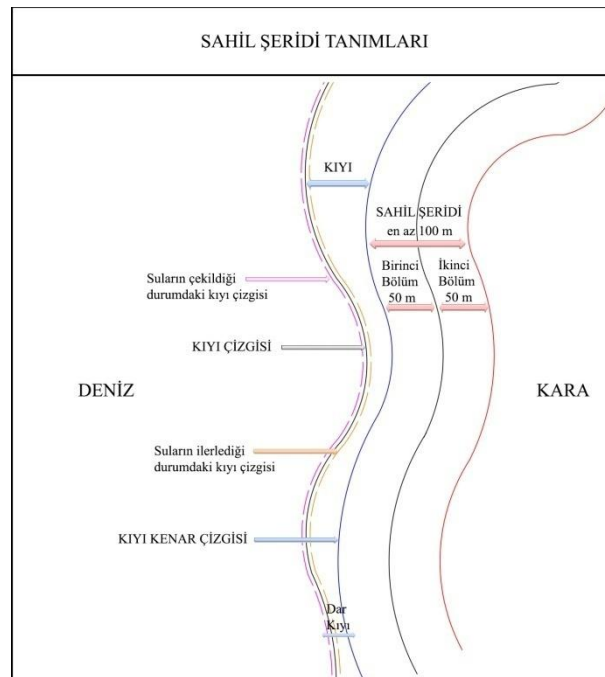 SAHİL ŞERİDİ TANIMLARI
KIYI
SAHİL ŞERİDİ
en az 100 m
Birinci
Bölüm
50 m
İkinci
Bölüm
50 m
Suların çekildiği
durumdaki kıyı çizgisi
KIYI ÇİZGİSİ
DENİZ
KARA
Suların ilerlediği
durumdaki kıyı çizgisi
KIYI KENAR ÇİZGİSİ
Dar
Kıyı